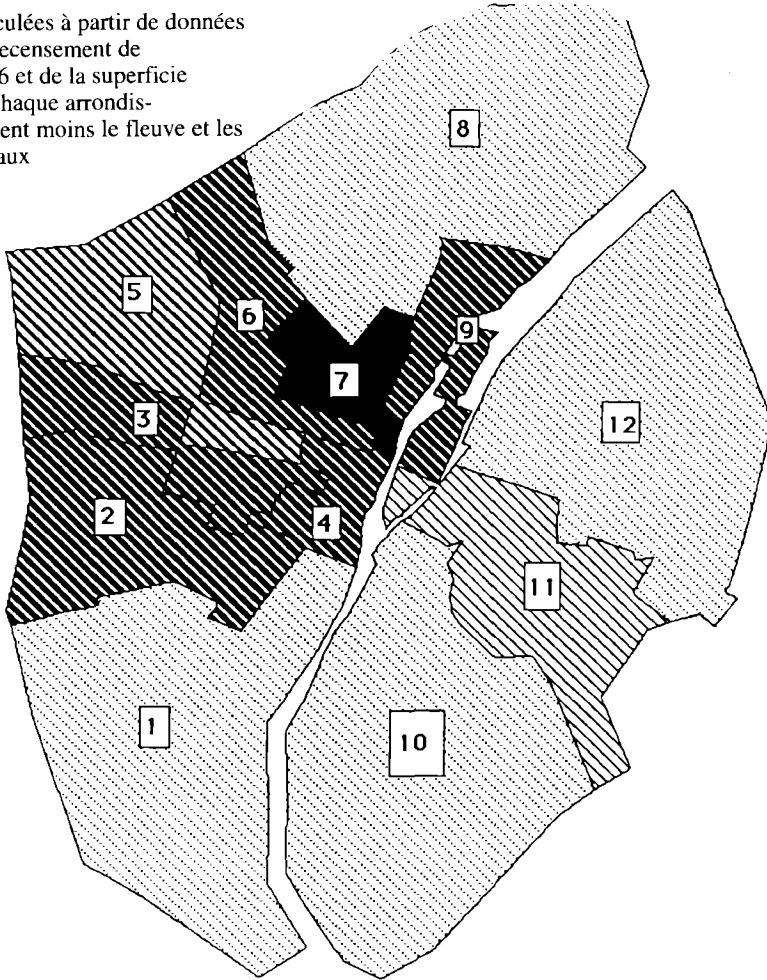 culées à partir de données
ecensement de
6 et de la superficie
haque arrondis-
ent moins le fleuve et les
aux
8
5
6
9
7
3
12
2
4
11
1
10